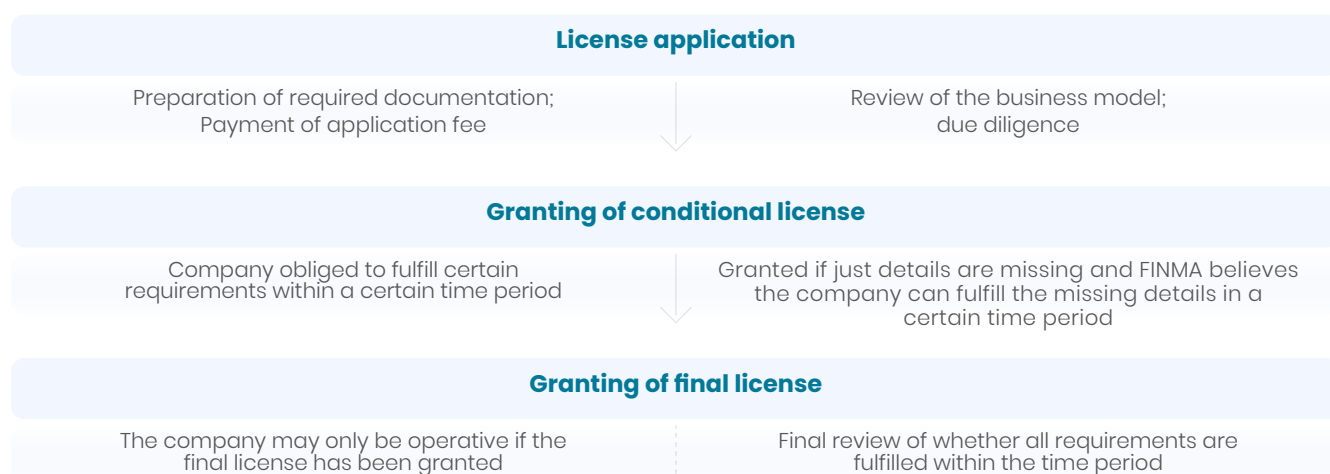 License application
Preparation of required documentation;
Payment of application fee
Review of the business model;
due diligence
Granting of conditional license
Company obliged to fulfill certain
requirements within a certain time period
Granted if just details are missing and FINMA believes
the company can fulfill the missing details in a
certain time period
Granting of final license
The company may only be operative if the
final license has been granted
Final review of whether all requirements are
fulfilled within the time period